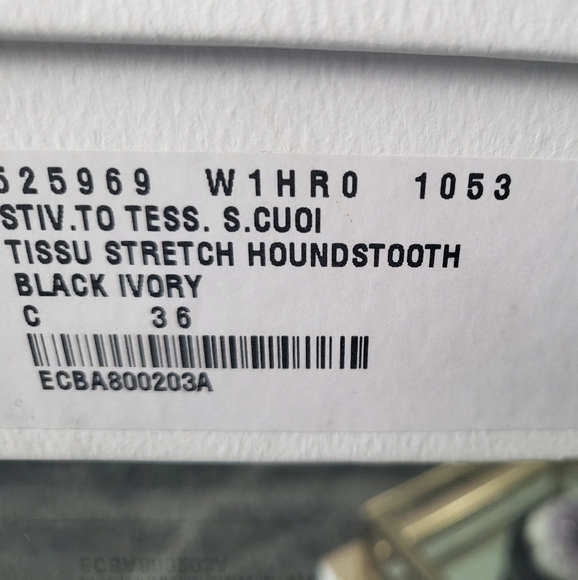 525969 W1HR0 1053
STIV.TO TESS. S.CUOI
TISSU STRETCH HOUNDSTOOTH
BLACK IVORY
C 36
ECBA800203A